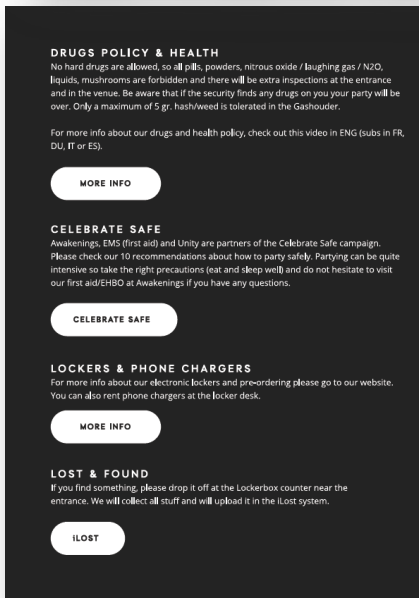 DRUGS POLICY & HEALTH
No hard drugs are allowed, so all pills, powders, nitrous oxide / laughing gas / N2O,
liquids, mushrooms are forbidden and there will be extra inspections at the entrance
and in the venue. Be aware that if the security finds any drugs on you your party will be
over. Only a maximum of 5 gr. hash/weed is tolerated in the Gashouder.
For more info about our drugs and health policy, check out this video in ENG (subs in FR,
DU, IT or ES).
MORE INFO
CELEBRATE SAFE
Awakenings, EMS (first aid) and Unity are partners of the Celebrate Safe campaign.
Please check our 10 recommendations about how to party safely. Partying can be quite
intensive so take the right precautions (eat and sleep well) and do not hesitate to visit
our first aid/EHBO at Awakenings if you have any questions.
CELEBRATE SAFE
LOCKERS & PHONE CHARGERS
For more info about our electronic lockers and pre-ordering please go to our website.
You can also rent phone chargers at the locker desk.
MORE INFO
LOST & FOUND
If you find something, please drop it off at the Lockerbox counter near the
entrance. We will collect all stuff and will upload it in the iLost system.
iLOST